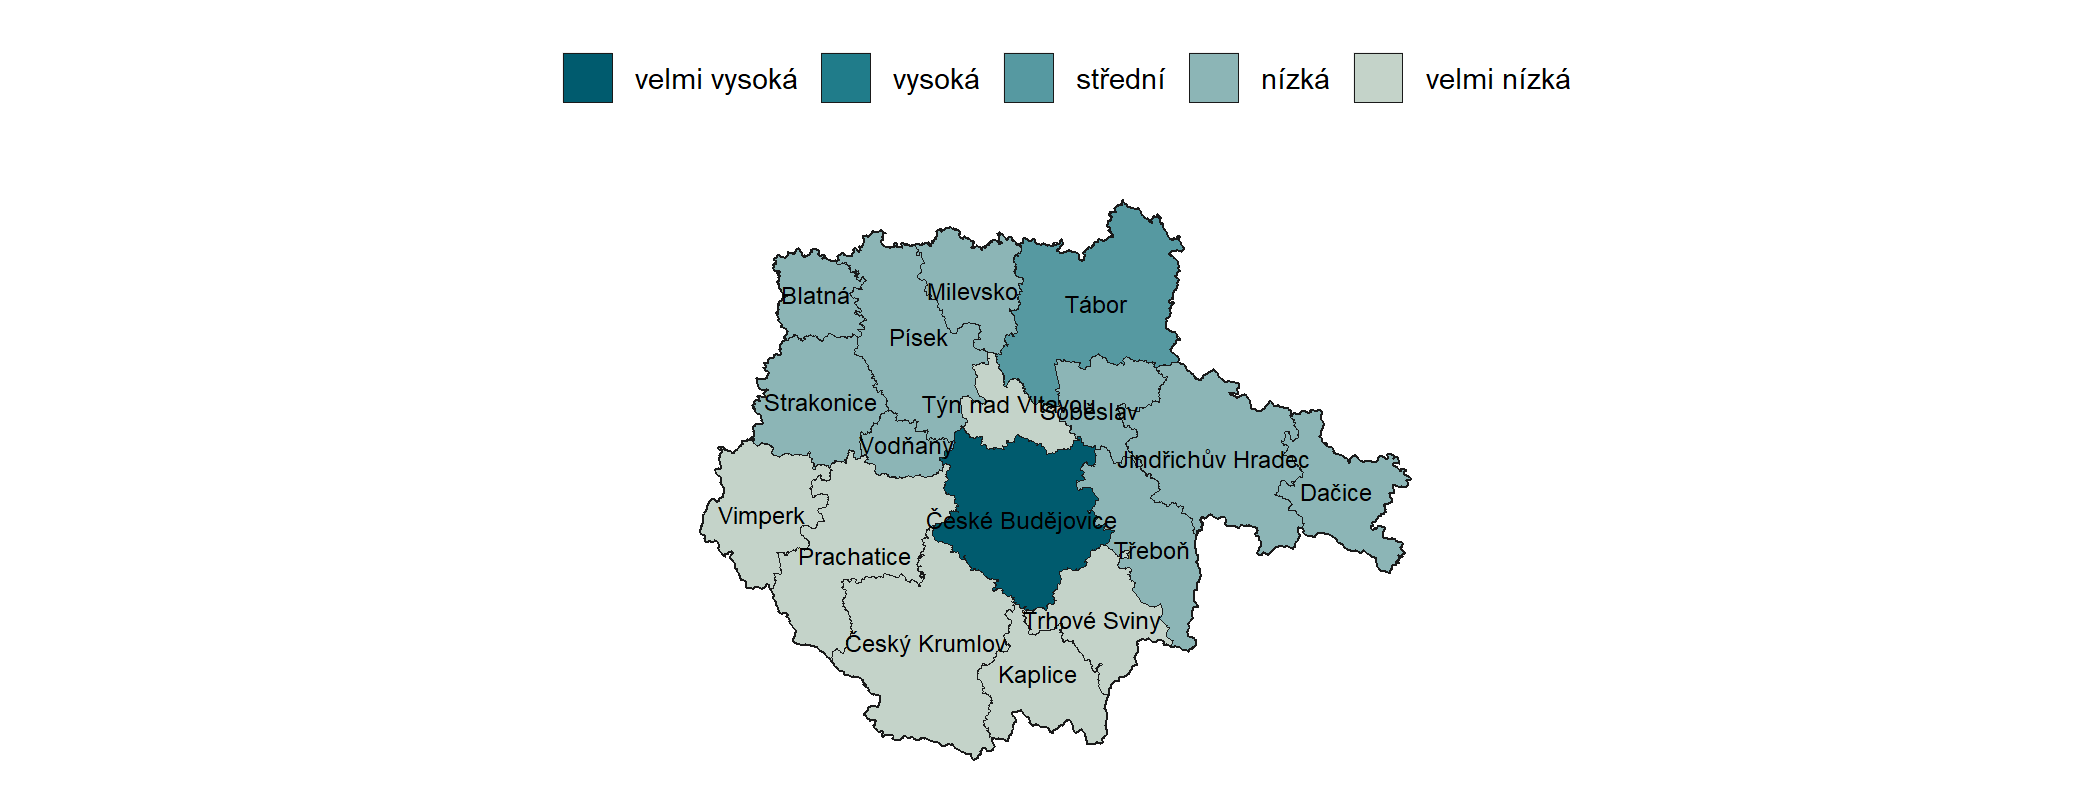 velmi vysoká vysoká střední nízká velmi nízká
Blatná
Milevsko
Tábor
Písek
Strakonice
Týn nad Vltavou
Soběslav
Vodňany
Jindřichův Hradec
Dačice
Vimperk
České Budějovice
Prachatice
Třeboň
Trhové Sviny
Český Krumlov
Kaplice